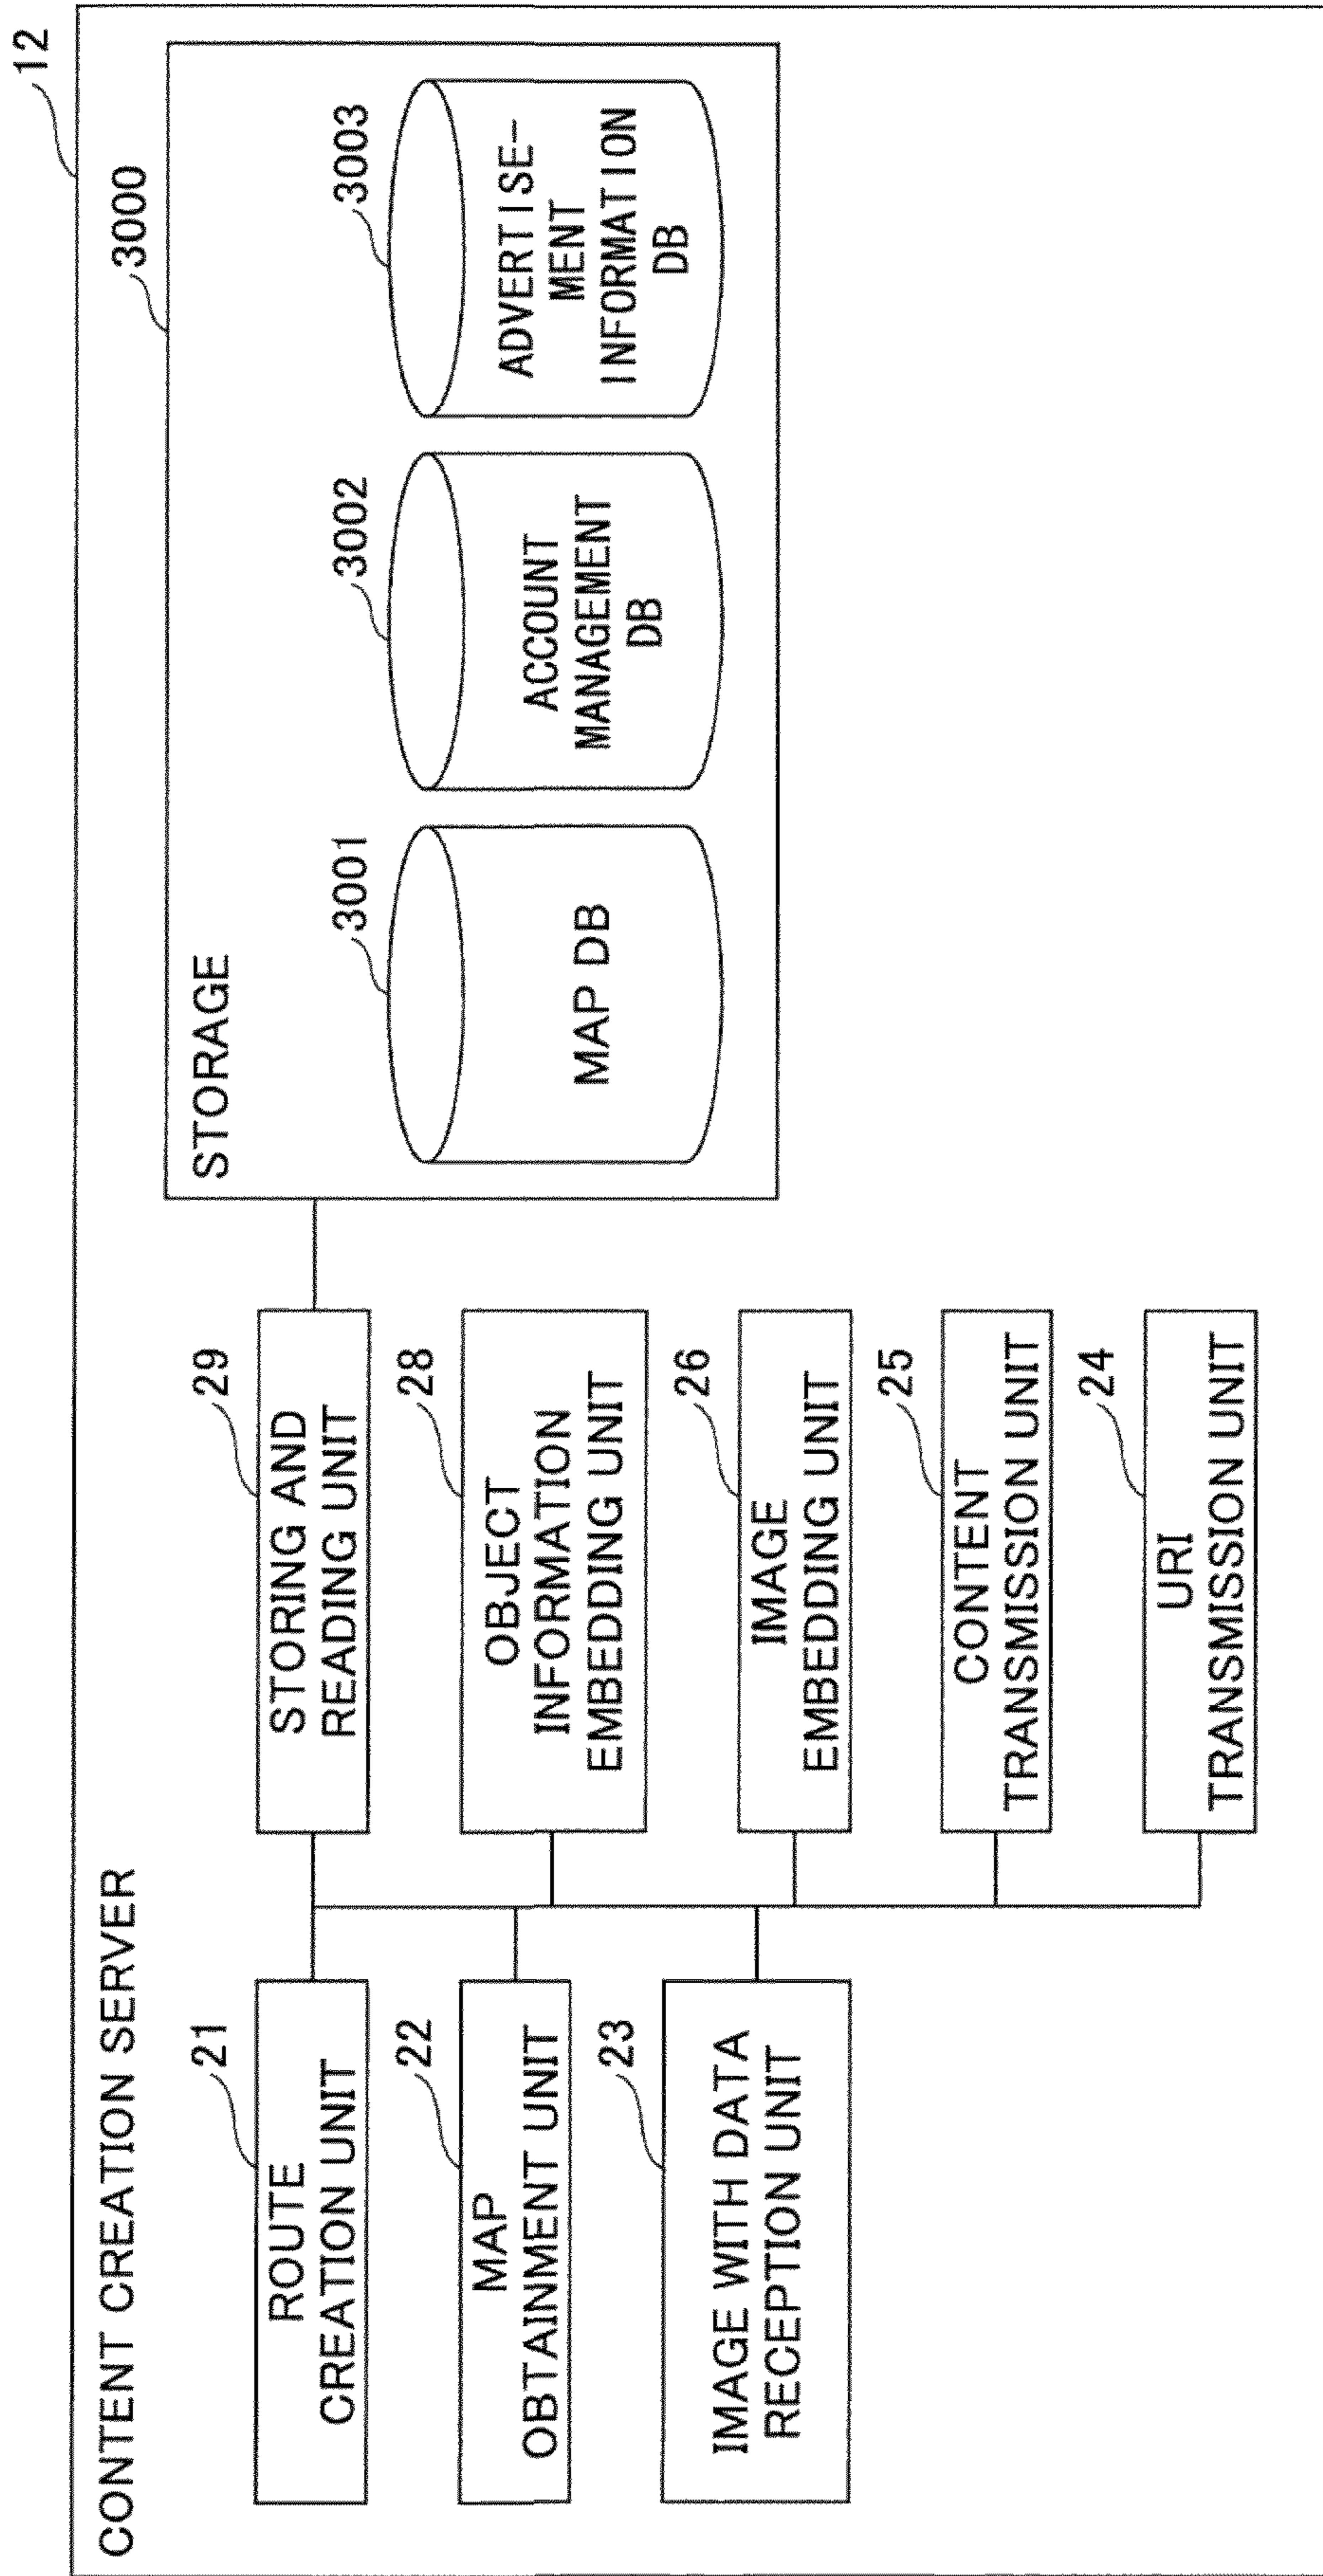 12
CONTENT CREATION SERVER
3000
STORAGE
21
ROUTE
CREATION UNIT
22
MAP
OBTAINMENT UNIT
23
IMAGE WITH DATA
RECEPTION UNIT
29
STORING AND
READING UNIT
28
OBJECT
INFORMATION
EMBEDDING UNIT
26
IMAGE
EMBEDDING UNIT
25
CONTENT
TRANSMISSION UNIT
24
URI
TRANSMISSION UNIT
3001
MAP DB
3002
ACCOUNT
MANAGEMENT
DB
3003
ADVERTISE-
MENT
INFORMATION
DB